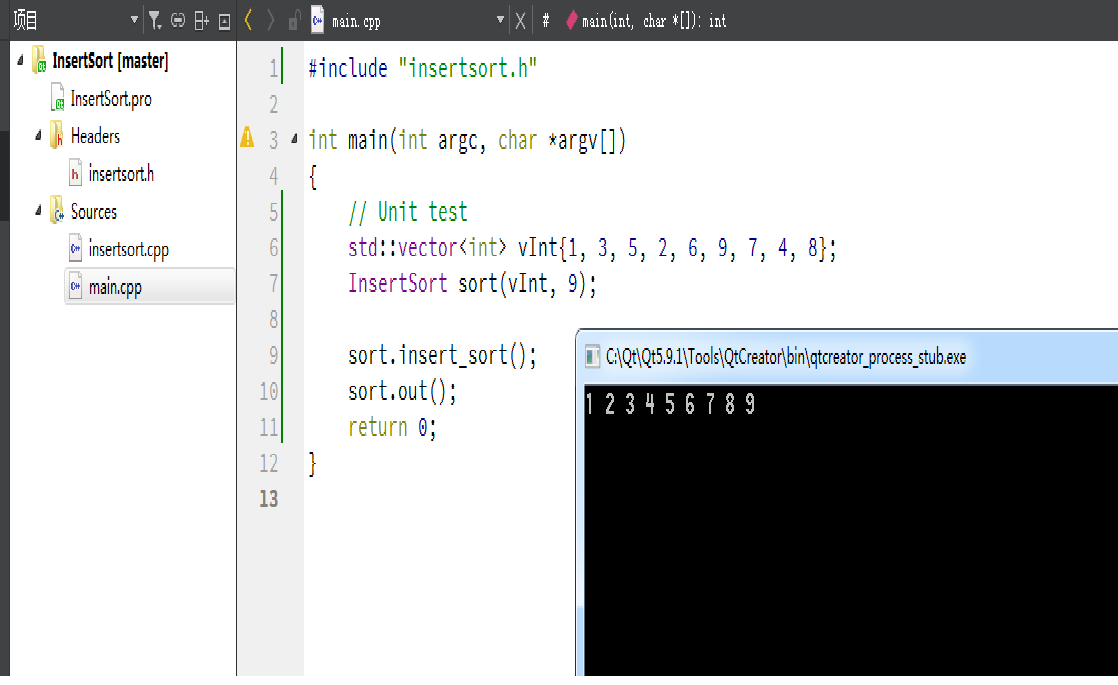 项目
main.cpp
#
main(int, char *[]): int
InsertSort [master]
InsertSort.pro
Headers
insertsort.h
Sources
insertsort.cpp
main.cpp
1 #include "insertsort.h"
2
3 int main(int argc, char *argv[])
4 {
5 // Unit test
6 std::vector<int> vInt{1, 3, 5, 2, 6, 9, 7, 4, 8};
7 InsertSort sort(vInt, 9);
8
9 sort.insert_sort();
10 sort.out();
11 return 0;
12 }
13
C:\Qt\Qt5.9.1\Tools\QtCreator\bin\qtcreator_process_stub.exe
1 2 3 4 5 6 7 8 9